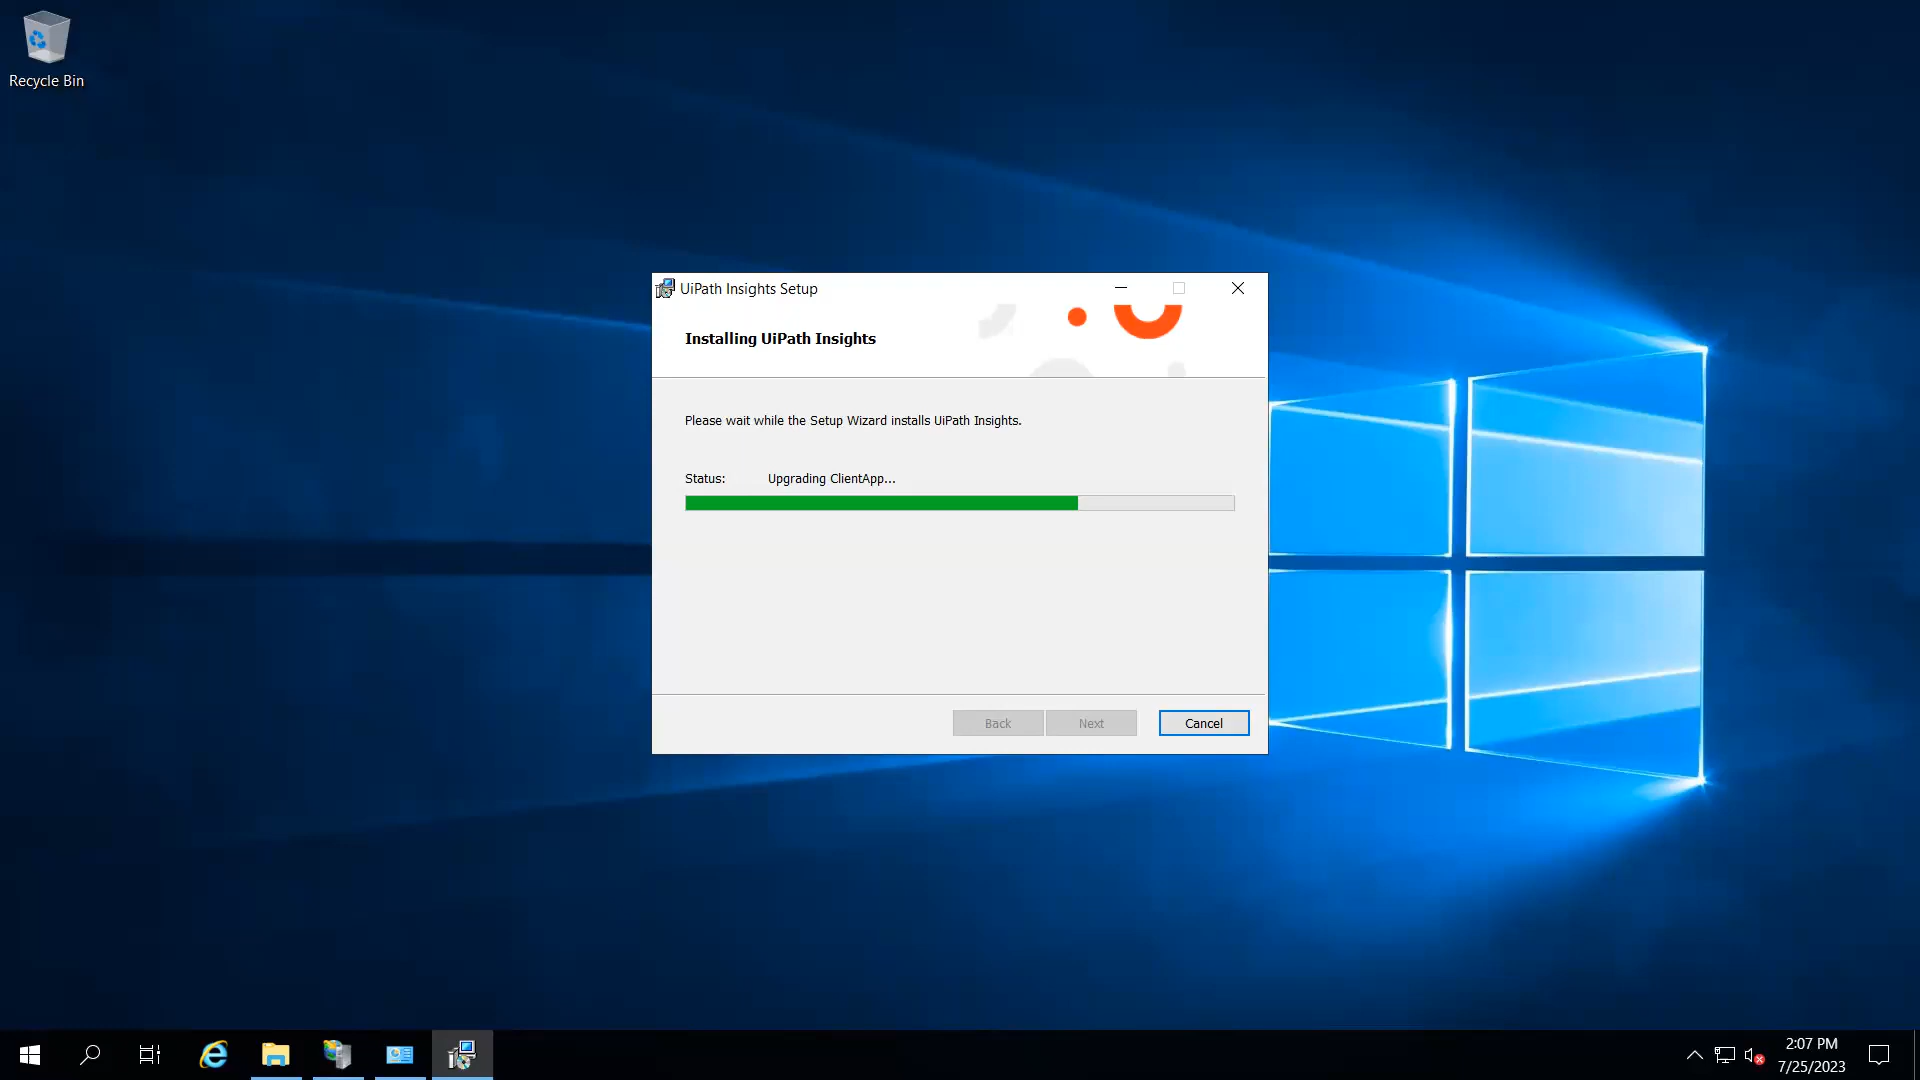 Recycle Bin
UiPath Insights Setup
Installing UiPath Insights
Please wait while the Setup Wizard installs UiPath Insights.
Status: Upgrading ClientApp...
Back Next Cancel
2:07 PM
7/25/2023